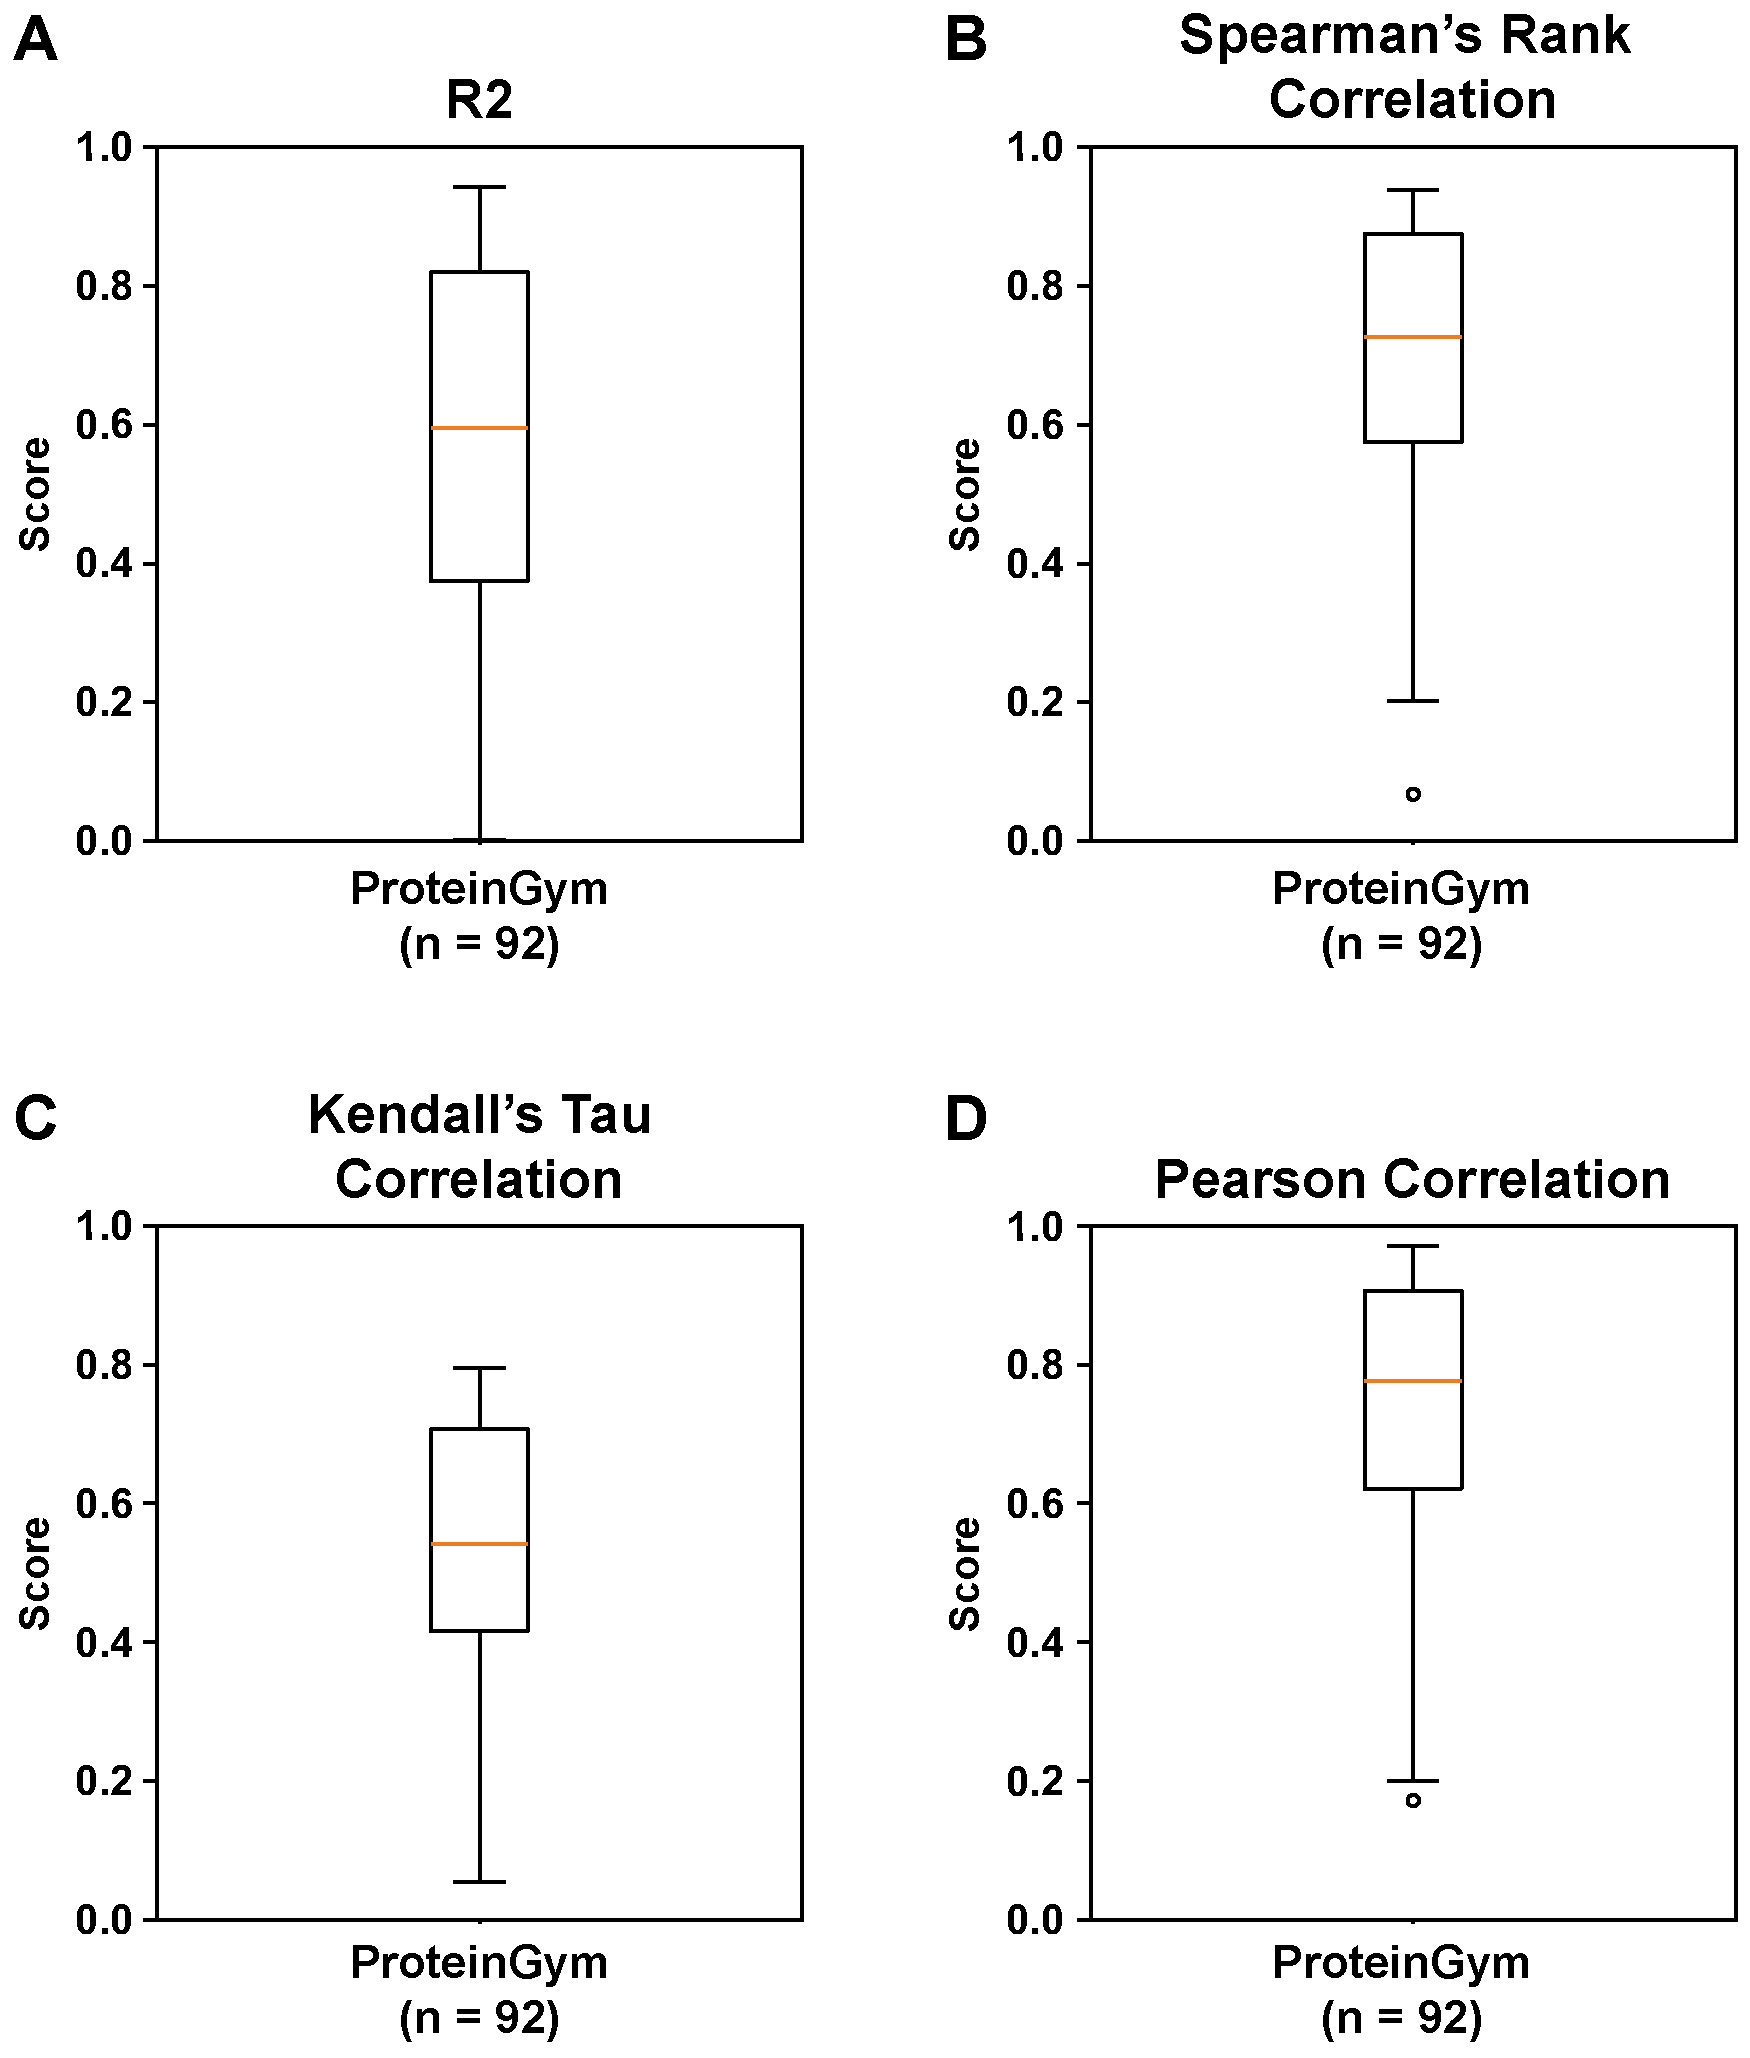 A
R2
1.0
0.8
0.6
0.4
0.2
0.0
Score
ProteinGym
(n = 92)
B
Spearman’s Rank
Correlation
1.0
0.8
0.6
0.4
0.2
0.0
Score
ProteinGym
(n = 92)
C
Kendall’s Tau
Correlation
1.0
0.8
0.6
0.4
0.2
0.0
Score
ProteinGym
(n = 92)
D
Pearson Correlation
1.0
0.8
0.6
0.4
0.2
0.0
Score
ProteinGym
(n = 92)